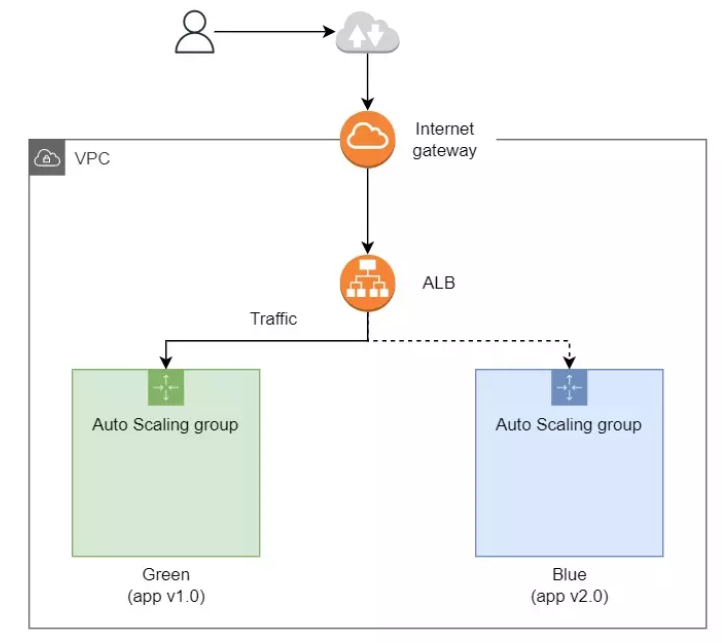 Internet
gateway
VPC
ALB
Traffic
Auto Scaling group
Auto Scaling group
Green
(app v1.0)
Blue
(app v2.0)